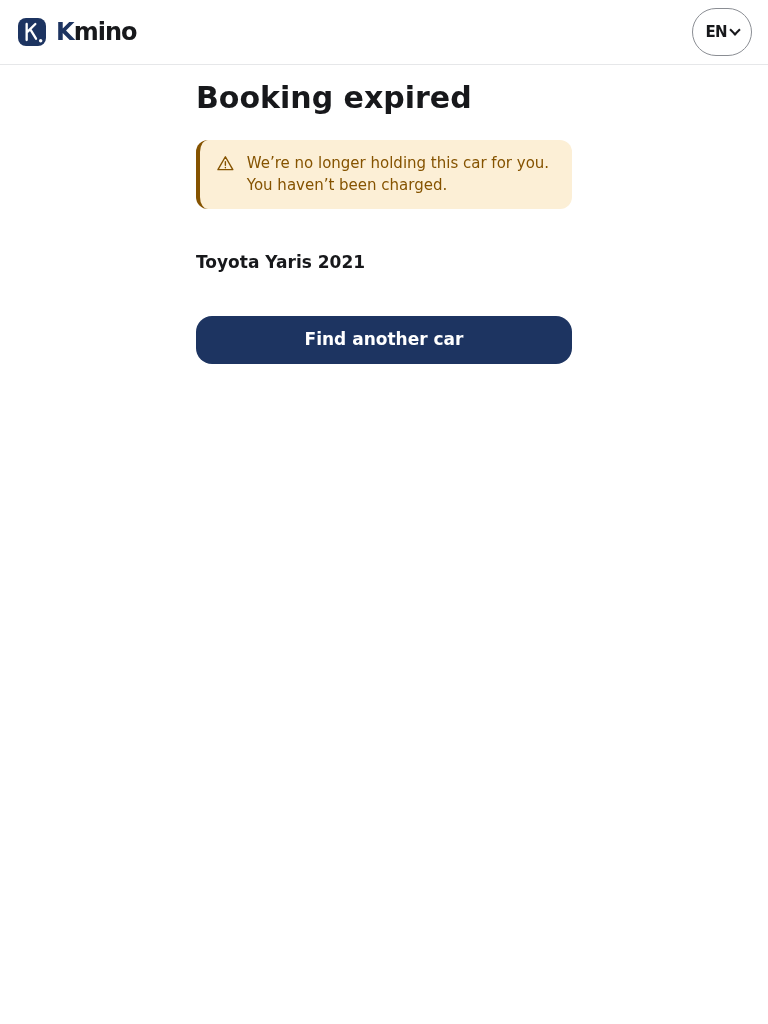 K. Kmino
EN
Booking expired
We’re no longer holding this car for you.
You haven’t been charged.
Toyota Yaris 2021
Find another car